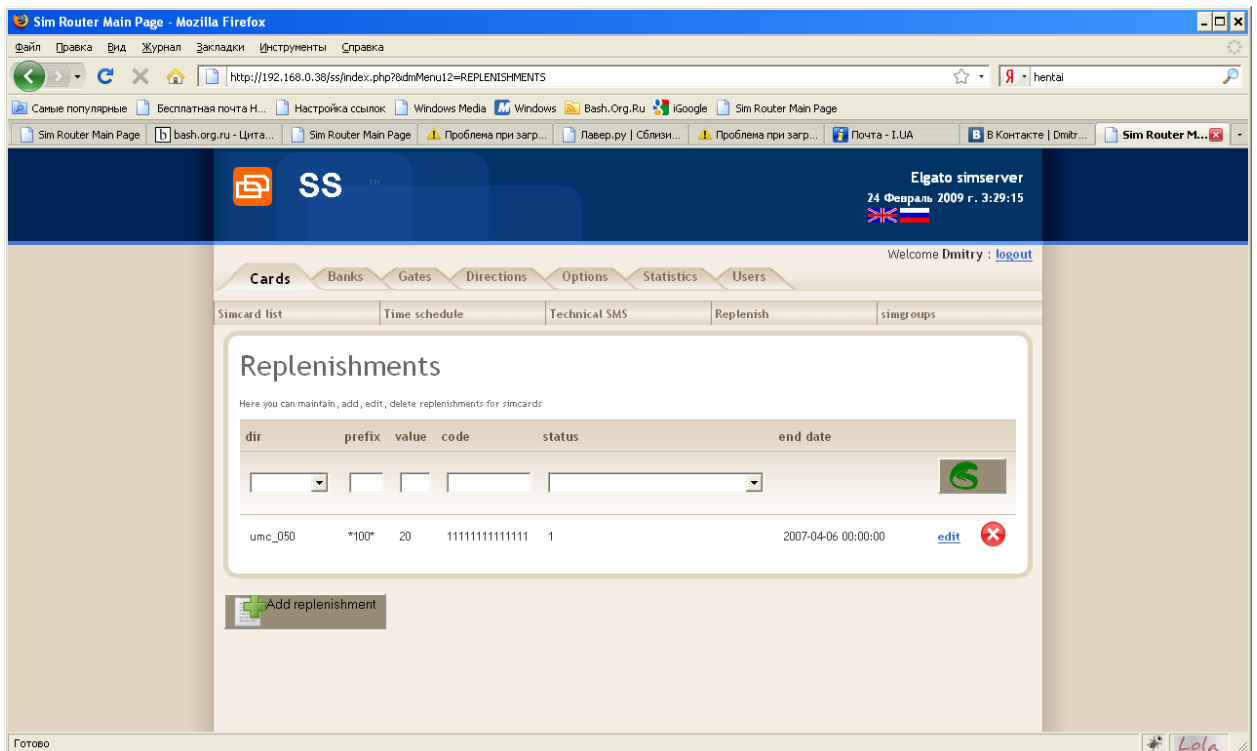 Sim Router Main Page - Mozilla Firefox
Файл Правка Вид Журнал Закладки Инструменты Справка
http://192.168.0.38/ss/index.php?&dmMenu12=REPLENISHMENTS
Я hentai
Самые популярные Бесплатная почта H... Настройка ссылок Windows Media Windows Bash.Org.Ru iGoogle Sim Router Main Page
Sim Router Main Page bash.org.ru - Цита... Sim Router Main Page Проблема при загр... Лавер.ру | Сблизи... Проблема при загр... Почта - I.UA В Контакте | Dmitr... Sim Router M...
SS ™
Elgato simserver
24 Февраль 2009 г. 3:29:15
Welcome Dmitry : logout
Cards Banks Gates Directions Options Statistics Users
Simcard list Time schedule Technical SMS Replenish simgroups
Replenishments
Here you can maintain, add, edit, delete replenishments for simcards
dir prefix value code status end date
umc_050 *100* 20 11111111111111 1 2007-04-06 00:00:00 edit
Add replenishment
Готово
Lola